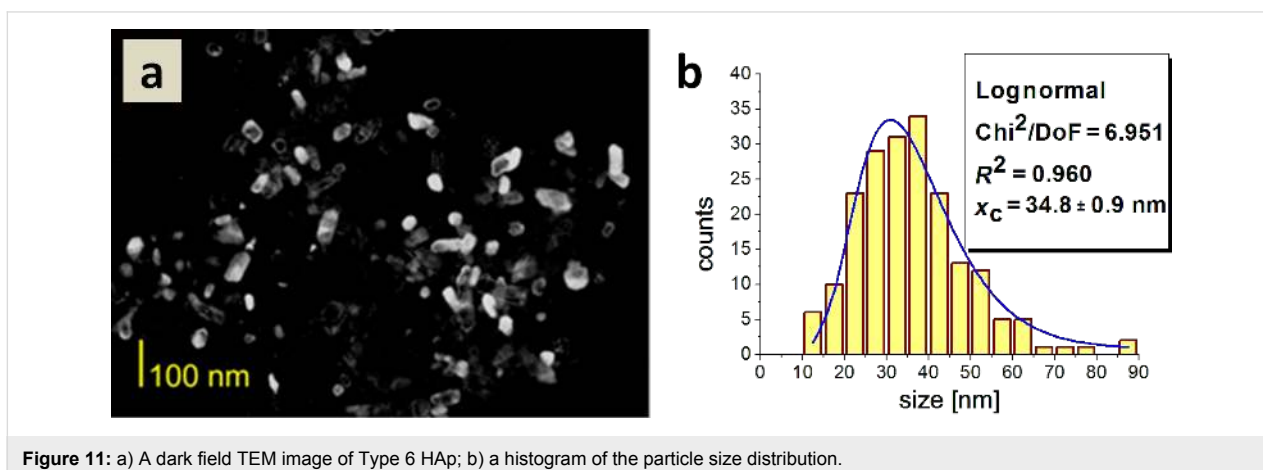 a
100 nm
b
Lognormal
Chi²/DoF = 6.951
R² = 0.960
x_c = 34.8 ± 0.9 nm
counts
40
35
30
25
20
15
10
5
0
0 10 20 30 40 50 60 70 80 90
size [nm]
Figure 11: a) A dark field TEM image of Type 6 HAp; b) a histogram of the particle size distribution.